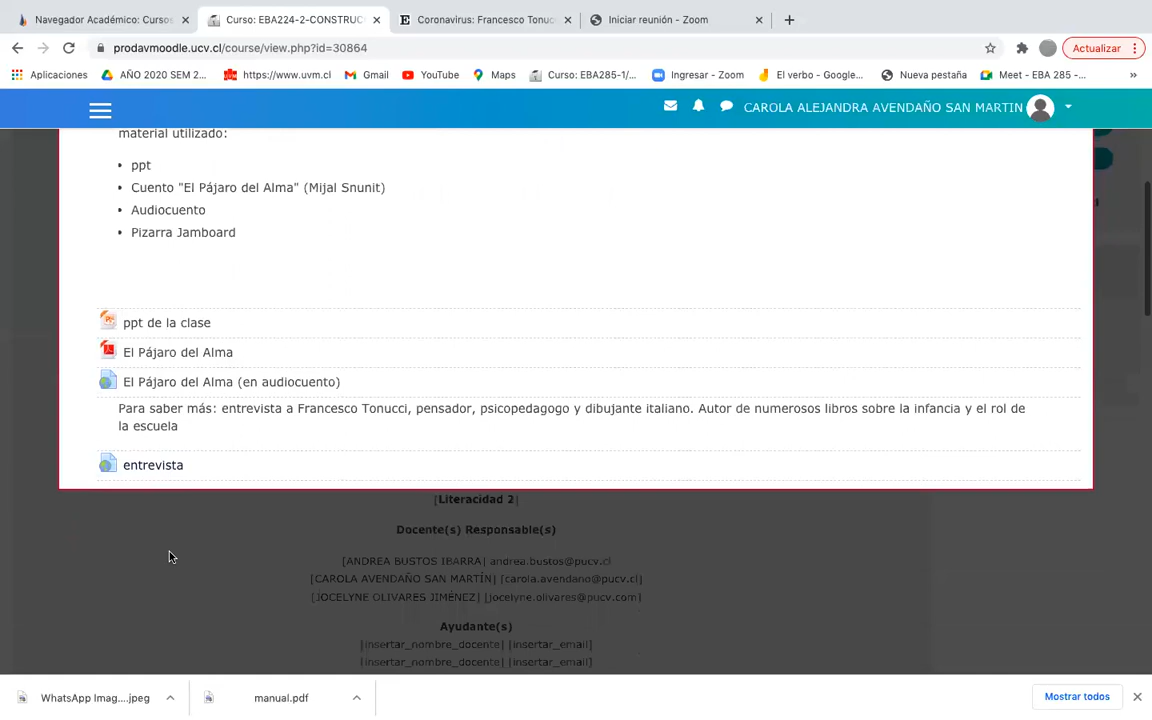 Navegador Académico: Cursos
Curso: EBA224-2-CONSTRUCC
Coronavirus: Francesco Tonucc
Iniciar reunión - Zoom
prodavmoodle.ucv.cl/course/view.php?id=30864
Actualizar
Aplicaciones
AÑO 2020 SEM 2...
https://www.uvm.cl
Gmail
YouTube
Maps
Curso: EBA285-1/...
Ingresar - Zoom
El verbo - Google...
Nueva pestaña
Meet - EBA 285 -...
CAROLA ALEJANDRA AVENDAÑO SAN MARTIN
material utilizado:
• ppt
• Cuento "El Pájaro del Alma" (Mijal Snunit)
• Audiocuento
• Pizarra Jamboard
ppt de la clase
El Pájaro del Alma
El Pájaro del Alma (en audiocuento)
Para saber más: entrevista a Francesco Tonucci, pensador, psicopedagogo y dibujante italiano. Autor de numerosos libros sobre la infancia y el rol de
la escuela
entrevista
[Literacidad 2]
Docente(s) Responsable(s)
[ANDREA BUSTOS IBARRA] andrea.bustos@pucv.cl
[CAROLA AVENDAÑO SAN MARTÍN] [carola.avendano@pucv.cl]
[JOCELYNE OLIVARES JIMÉNEZ] [jocelyne.olivares@pucv.com]
Ayudante(s)
[insertar_nombre_docente] [insertar_email]
[insertar_nombre_docente] [insertar_email]
WhatsApp Imag....jpeg
manual.pdf
Mostrar todos